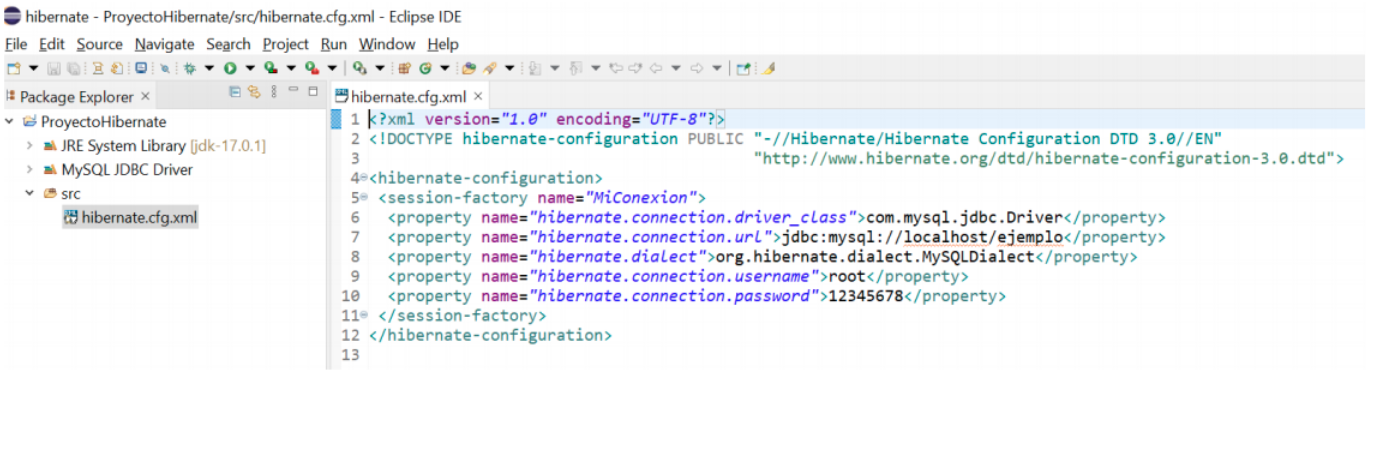 hibernate - ProyectoHibernate/src/hibernate.cfg.xml - Eclipse IDE
File Edit Source Navigate Search Project Run Window Help
Package Explorer ×
ProyectoHibernate
JRE System Library [jdk-17.0.1]
MySQL JDBC Driver
src
hibernate.cfg.xml
hibernate.cfg.xml ×
1 <?xml version="1.0" encoding="UTF-8"?>
2 <!DOCTYPE hibernate-configuration PUBLIC "-//Hibernate/Hibernate Configuration DTD 3.0//EN"
3 "http://www.hibernate.org/dtd/hibernate-configuration-3.0.dtd">
4 <hibernate-configuration>
5 <session-factory name="MiConexion">
6 <property name="hibernate.connection.driver_class">com.mysql.jdbc.Driver</property>
7 <property name="hibernate.connection.url">jdbc:mysql://localhost/ejemplo</property>
8 <property name="hibernate.dialect">org.hibernate.dialect.MySQLDialect</property>
9 <property name="hibernate.connection.username">root</property>
10 <property name="hibernate.connection.password">12345678</property>
11 </session-factory>
12 </hibernate-configuration>
13